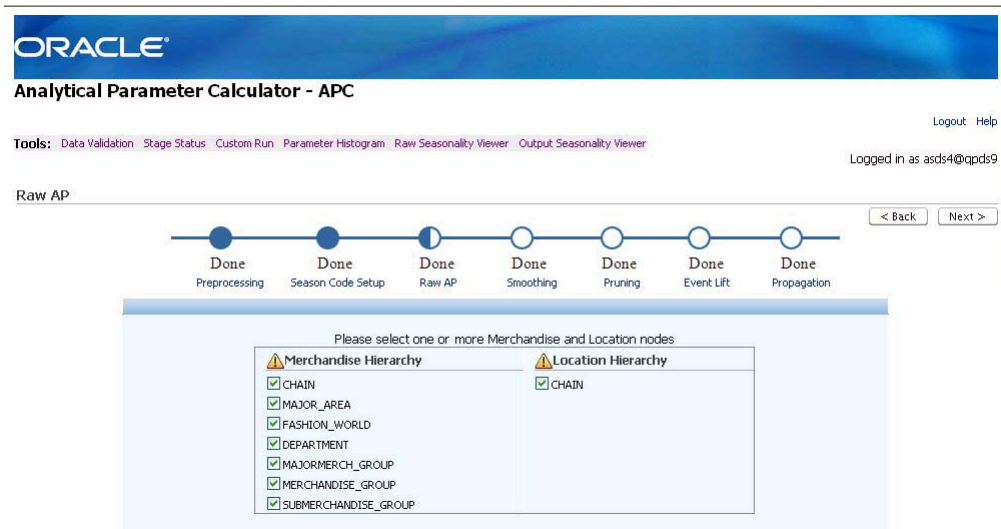 ORACLE®
Analytical Parameter Calculator - APC
Logout Help
Tools: Data Validation Stage Status Custom Run Parameter Histogram Raw Seasonality Viewer Output Seasonality Viewer
Logged in as asds4@qpds9
Raw AP
< Back Next >
Done Done Done Done Done Done Done
Preprocessing Season Code Setup Raw AP Smoothing Pruning Event Lift Propagation
Please select one or more Merchandise and Location nodes
Merchandise Hierarchy Location Hierarchy
CHAIN CHAIN
MAJOR_AREA
FASHION_WORLD
DEPARTMENT
MAJORMERCH_GROUP
MERCHANDISE_GROUP
SUBMERCHANDISE_GROUP